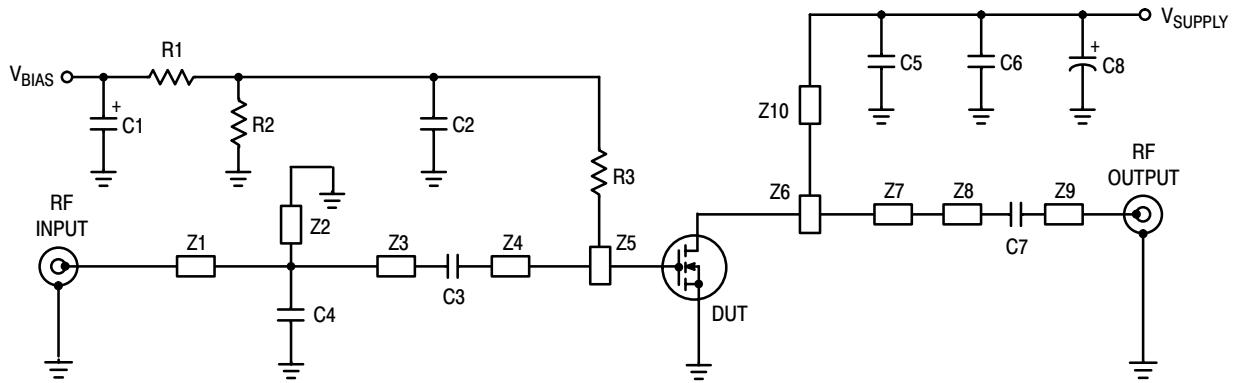 V_SUPPLY
R1
V_BIAS
+
C1
R2
C2
C5
C6
+
C8
Z10
R3
RF
INPUT
Z2
Z6
RF
OUTPUT
Z7
Z8
C7
Z9
Z1
Z3
C3
Z4
Z5
C4
DUT